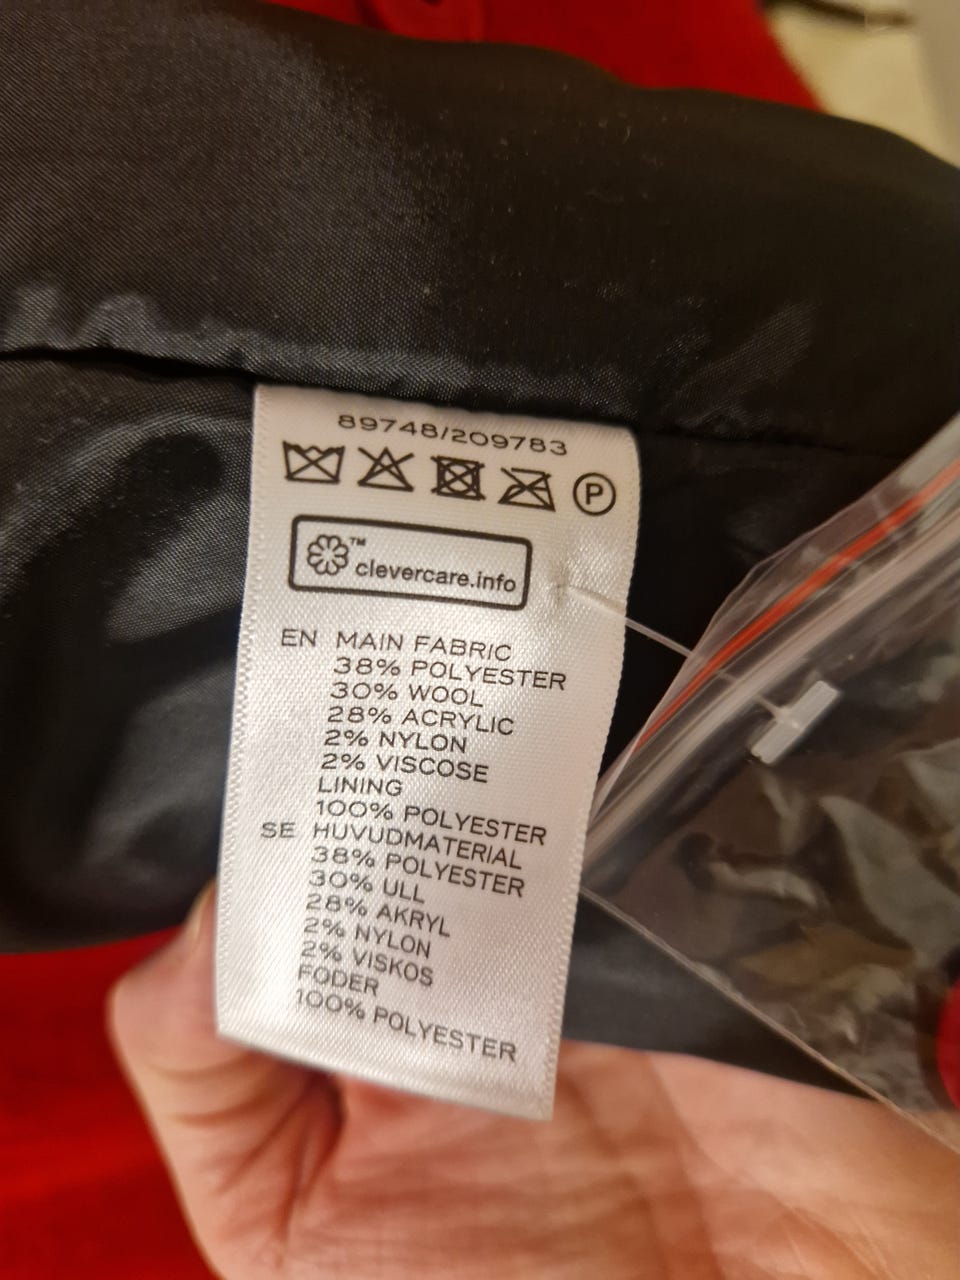 89748/209783
P
™
clevercare.info
EN MAIN FABRIC
38% POLYESTER
30% WOOL
28% ACRYLIC
2% NYLON
2% VISCOSE
LINING
100% POLYESTER
SE HUVUDMATERIAL
38% POLYESTER
30% ULL
28% AKRYL
2% NYLON
2% VISKOS
FODER
100% POLYESTER